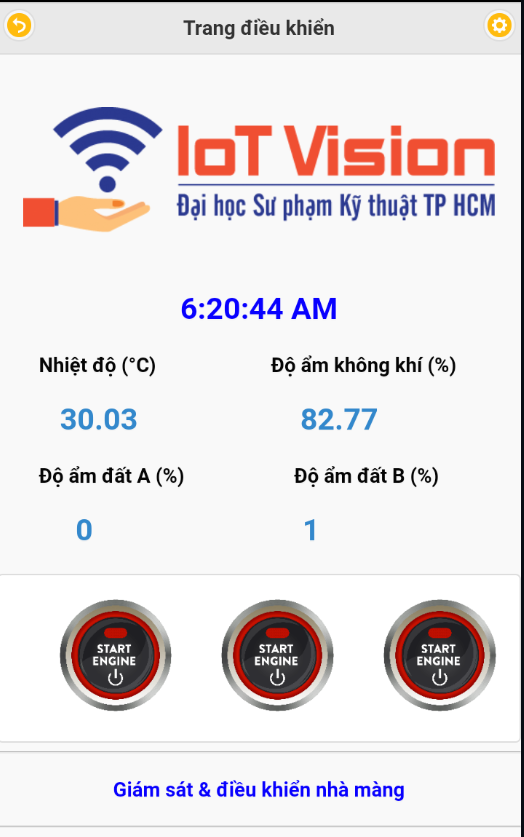 Trang điều khiển
IoT Vision
Đại học Sư phạm Kỹ thuật TP HCM
6:20:44 AM
Nhiệt độ (°C) Độ ẩm không khí (%)
30.03 82.77
Độ ẩm đất A (%) Độ ẩm đất B (%)
0 1
START START START
ENGINE ENGINE ENGINE
Giám sát & điều khiển nhà màng